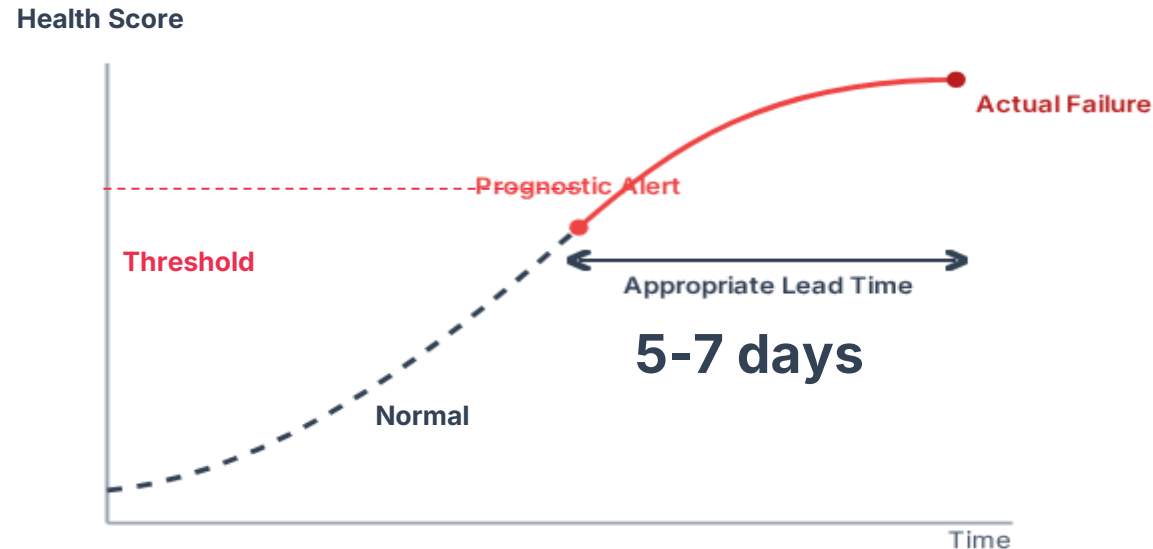 Health Score
Actual Failure
Prognostic Alert
Threshold
Appropriate Lead Time
5-7 days
Normal
Time